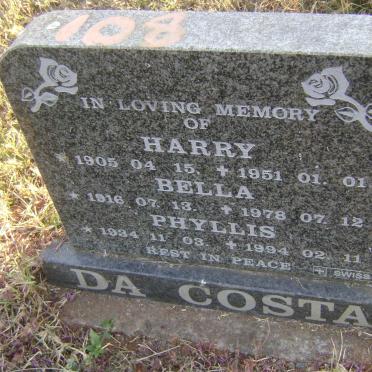 108
IN LOVING MEMORY
OF
HARRY
* 1905 04 15. + 1951 01. 01
BELLA
* 1916 07. 13. + 1978 07. 12
PHYLLIS
* 1934 11 03. + 1994 02. 11
REST IN PEACE
+ SWISS
DA COSTA